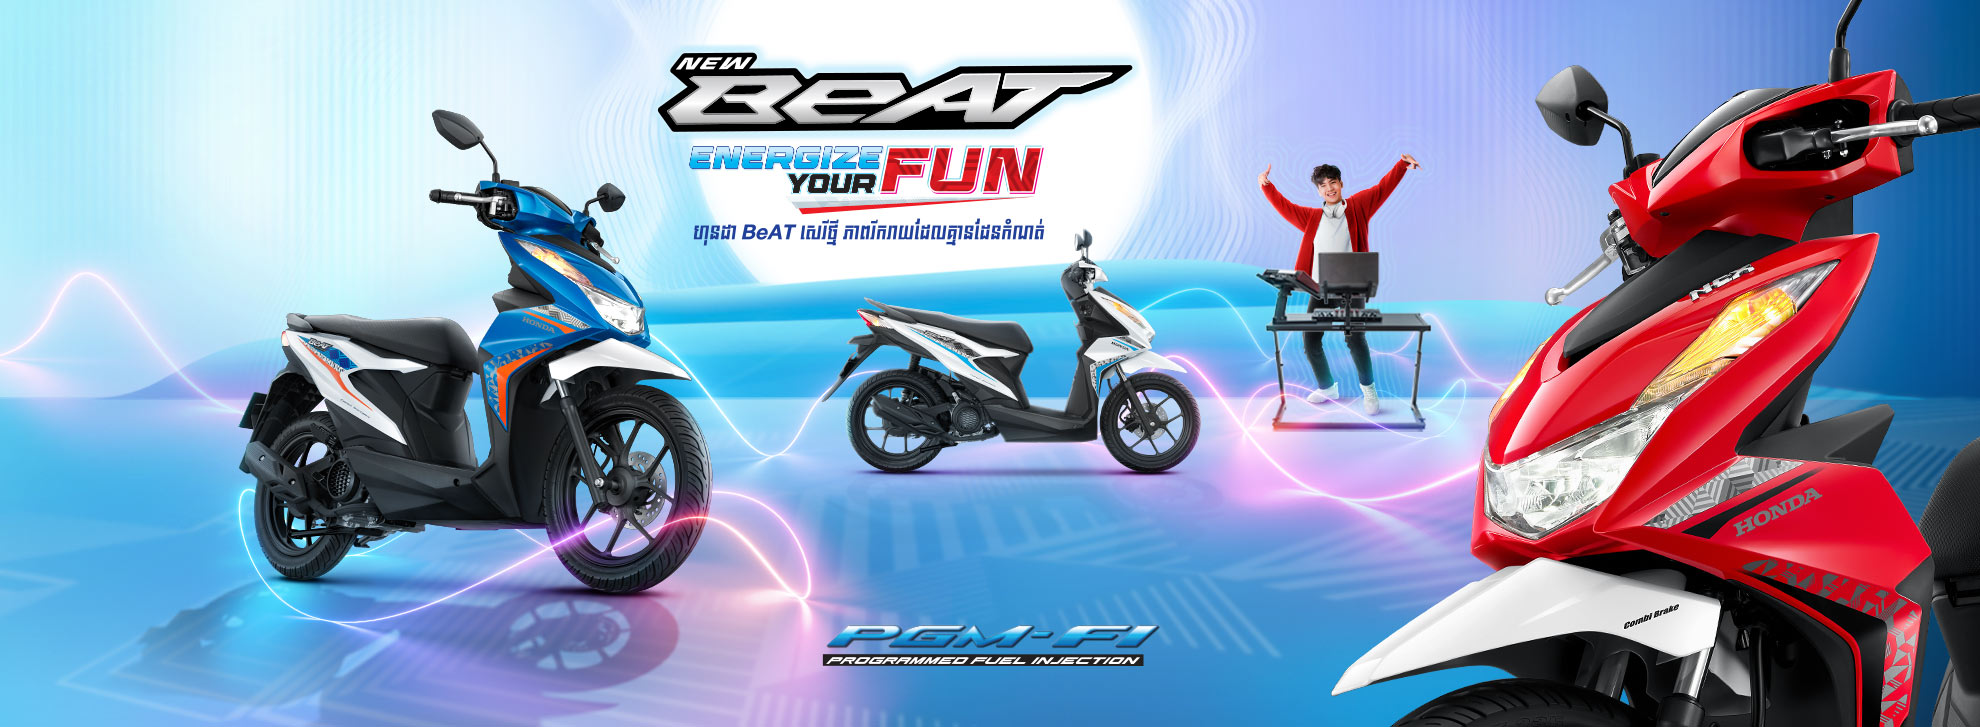 NEW
BeAT
ENERGIZE
YOUR FUN
ហុនដា BeAT សេរីថ្មី ភាពរីករាយដែលគ្មានដែនកំណត់
HONDA
BeAT
HONDA
HONDA
Combi Brake
PGM-FI
PROGRAMMED FUEL INJECTION